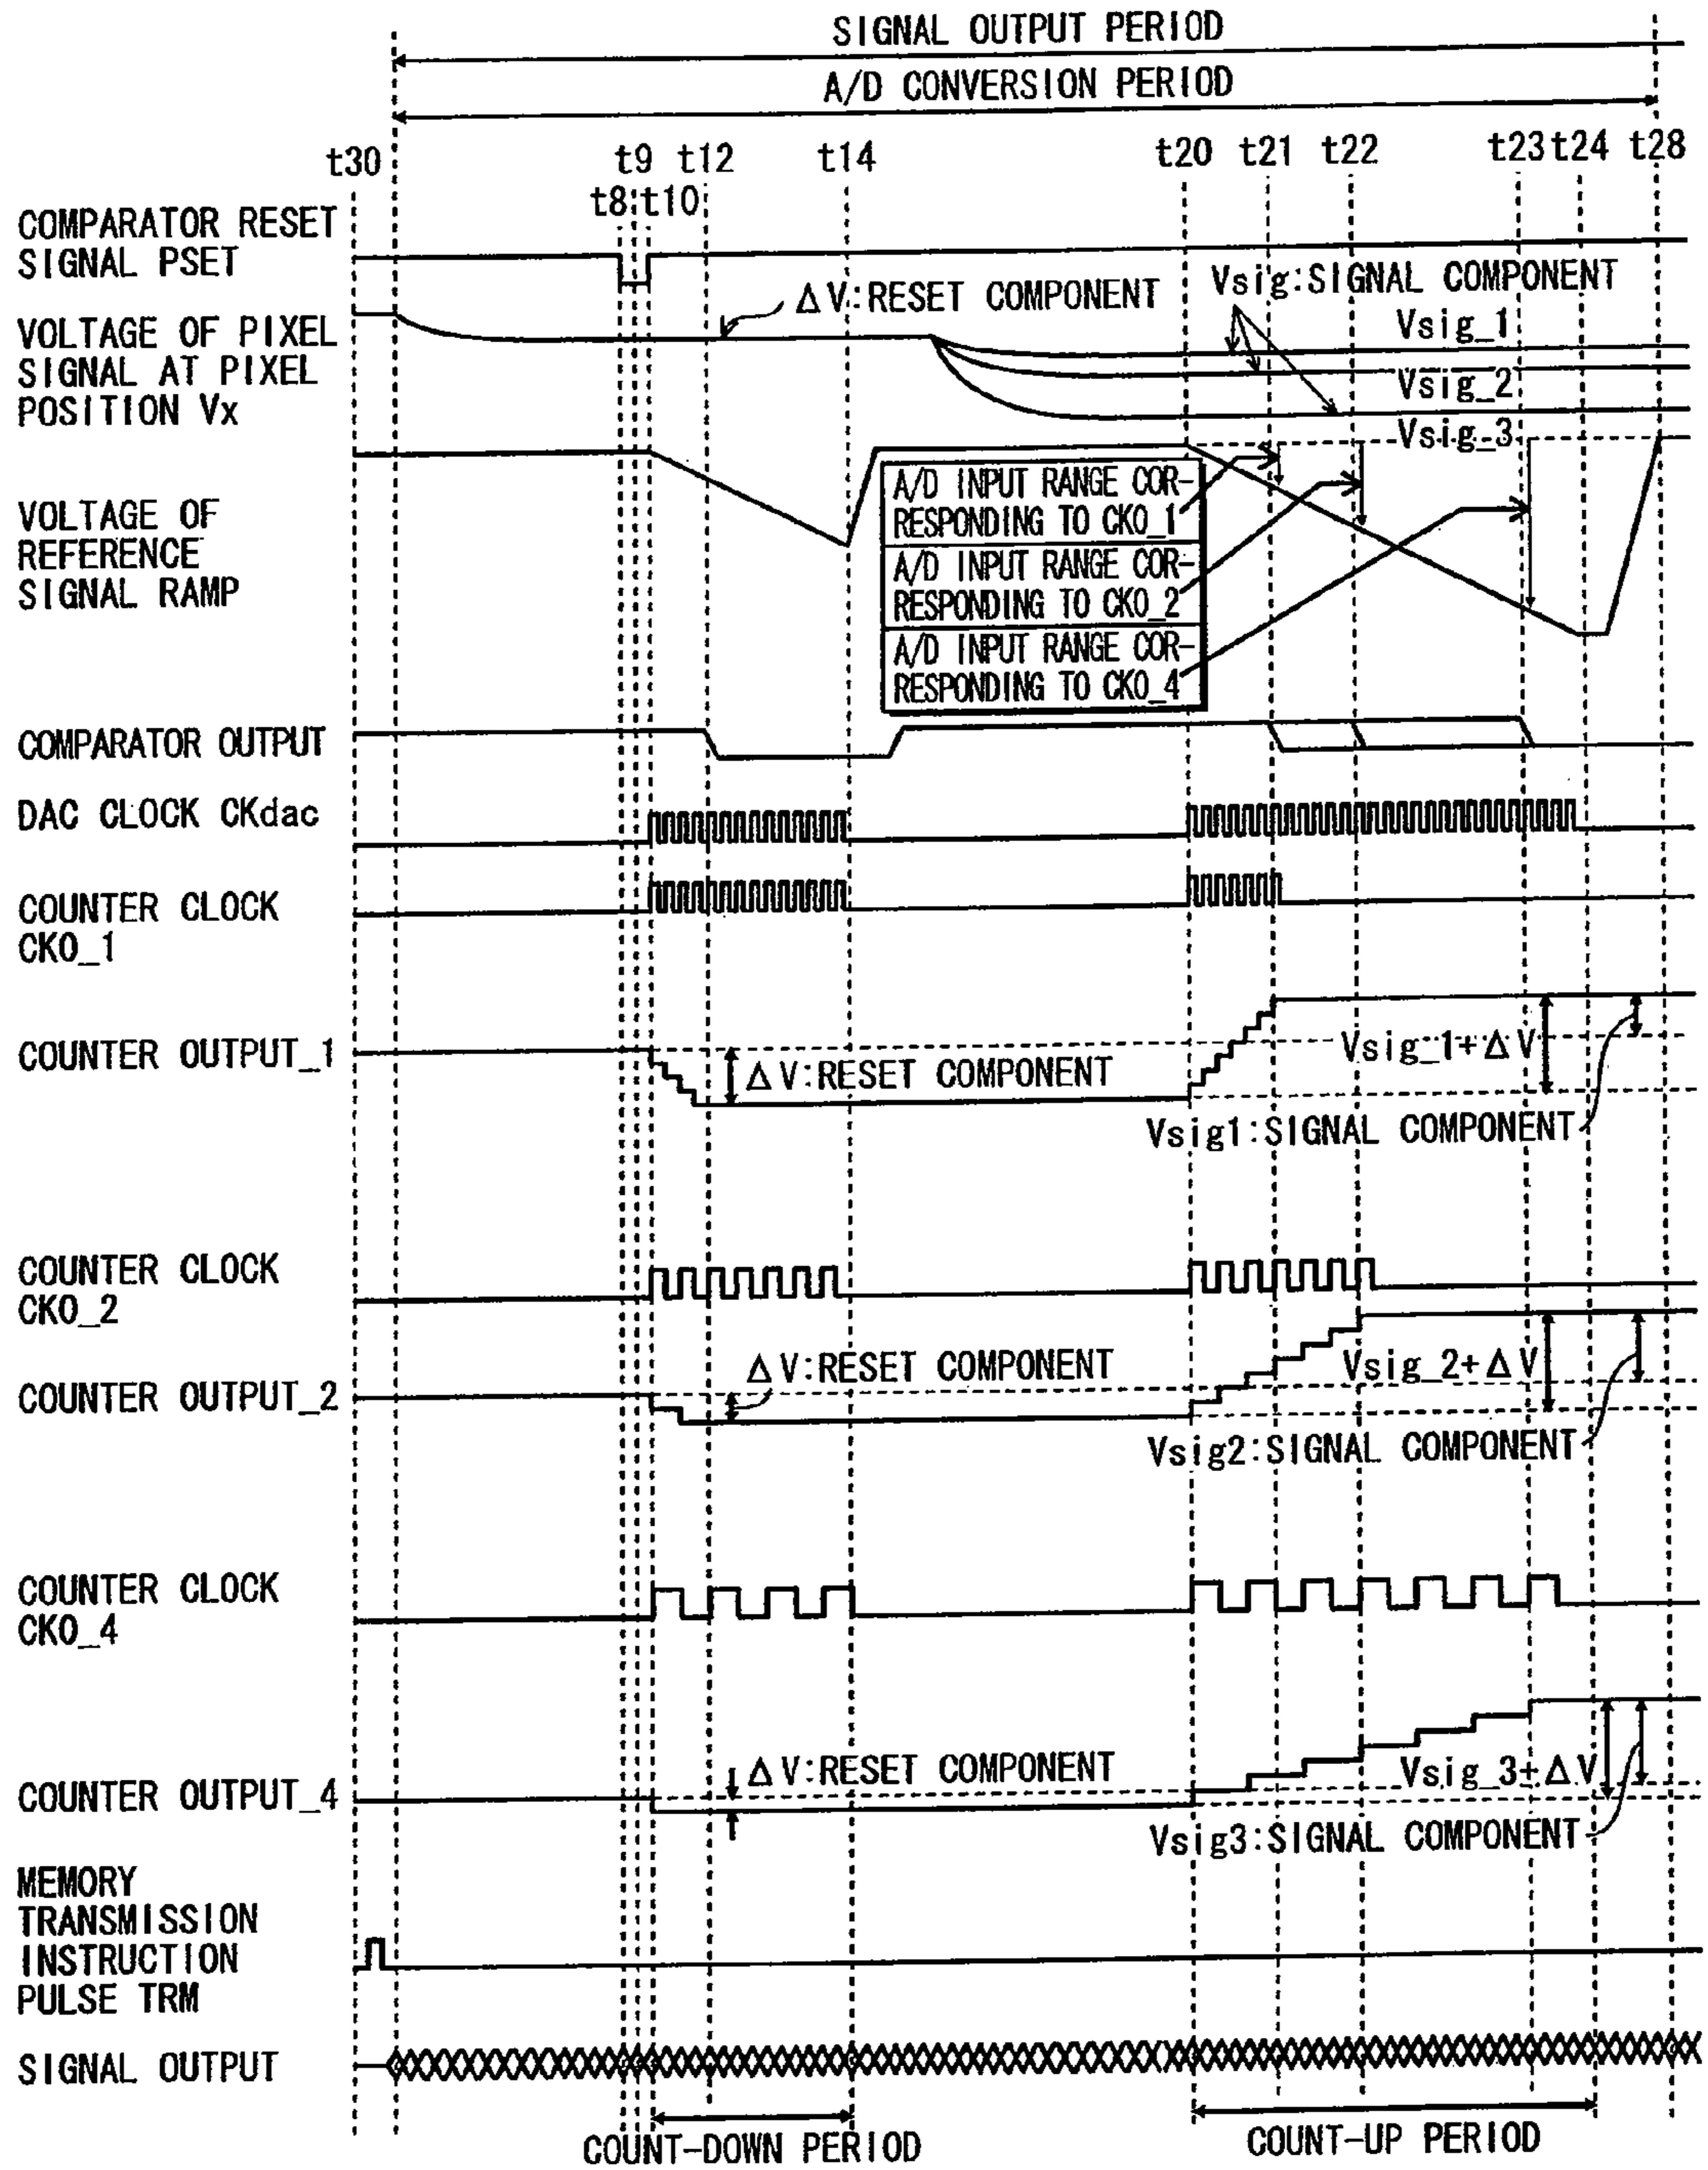 SIGNAL OUTPUT PERIOD
A/D CONVERSION PERIOD
t30
t9
t12
t14
t20
t21
t22
t23
t24
t28
t8
t10
COMPARATOR RESET
SIGNAL PSET
ΔV:RESET COMPONENT
Vsig:SIGNAL COMPONENT
VOLTAGE OF PIXEL
SIGNAL AT PIXEL
POSITION Vx
Vsig_1
Vsig_2
Vsig_3
VOLTAGE OF
REFERENCE
SIGNAL RAMP
A/D INPUT RANGE COR-
RESPONDING TO CK0_1
A/D INPUT RANGE COR-
RESPONDING TO CK0_2
A/D INPUT RANGE COR-
RESPONDING TO CK0_4
COMPARATOR OUTPUT
DAC CLOCK CKdac
COUNTER CLOCK
CK0_1
COUNTER OUTPUT_1
ΔV:RESET COMPONENT
Vsig_1+ΔV
Vsig1:SIGNAL COMPONENT
COUNTER CLOCK
CK0_2
COUNTER OUTPUT_2
ΔV:RESET COMPONENT
Vsig_2+ΔV
Vsig2:SIGNAL COMPONENT
COUNTER CLOCK
CK0_4
COUNTER OUTPUT_4
ΔV:RESET COMPONENT
Vsig_3+ΔV
Vsig3:SIGNAL COMPONENT
MEMORY
TRANSMISSION
INSTRUCTION
PULSE TRM
SIGNAL OUTPUT
COUNT-DOWN PERIOD
COUNT-UP PERIOD